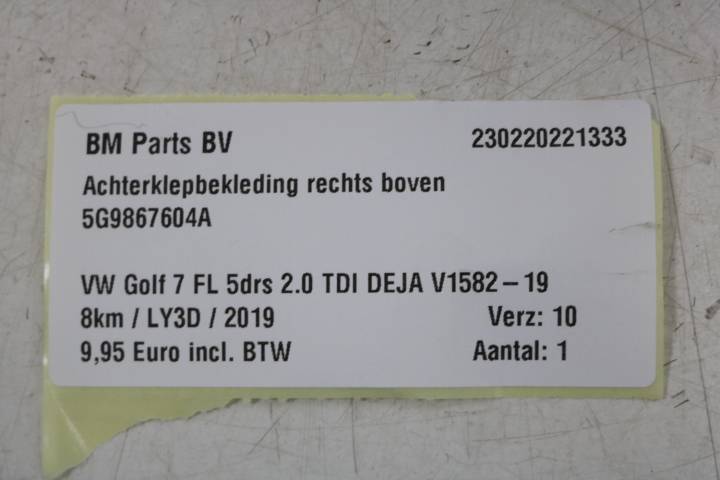 BM Parts BV 230220221333
Achterklepbekleding rechts boven
5G9867604A
VW Golf 7 FL 5drs 2.0 TDI DEJA V1582 – 19
8km / LY3D / 2019 Verz: 10
9,95 Euro incl. BTW Aantal: 1